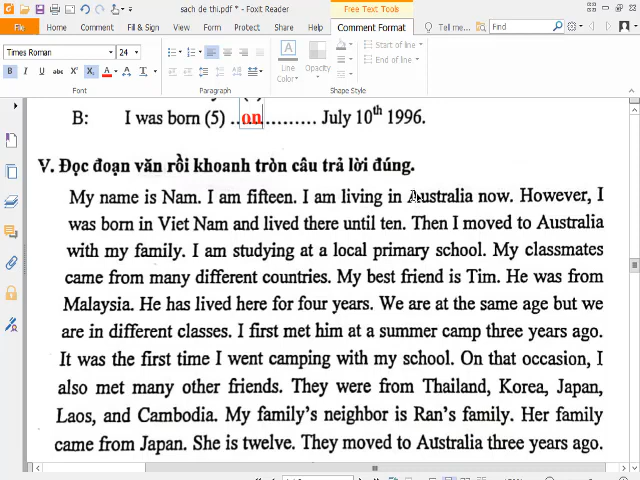 sach de thi.pdf * - Foxit Reader
Free Text Tools
File
Home
Comment
View
Form
Protect
Share
Help
Comment Format
Tell me...
Find
Times Roman
24
Opacity
Start of line
End of line
Font
Paragraph
Shape Style
B: I was born (5) ..on............ July 10th 1996.
V. Đọc đoạn văn rồi khoanh tròn câu trả lời đúng.
My name is Nam. I am fifteen. I am living in Australia now. However, I
was born in Viet Nam and lived there until ten. Then I moved to Australia
with my family. I am studying at a local primary school. My classmates
came from many different countries. My best friend is Tim. He was from
Malaysia. He has lived here for four years. We are at the same age but we
are in different classes. I first met him at a summer camp three years ago.
It was the first time I went camping with my school. On that occasion, I
also met many other friends. They were from Thailand, Korea, Japan,
Laos, and Cambodia. My family's neighbor is Ran's family. Her family
came from Japan. She is twelve. They moved to Australia three years ago.